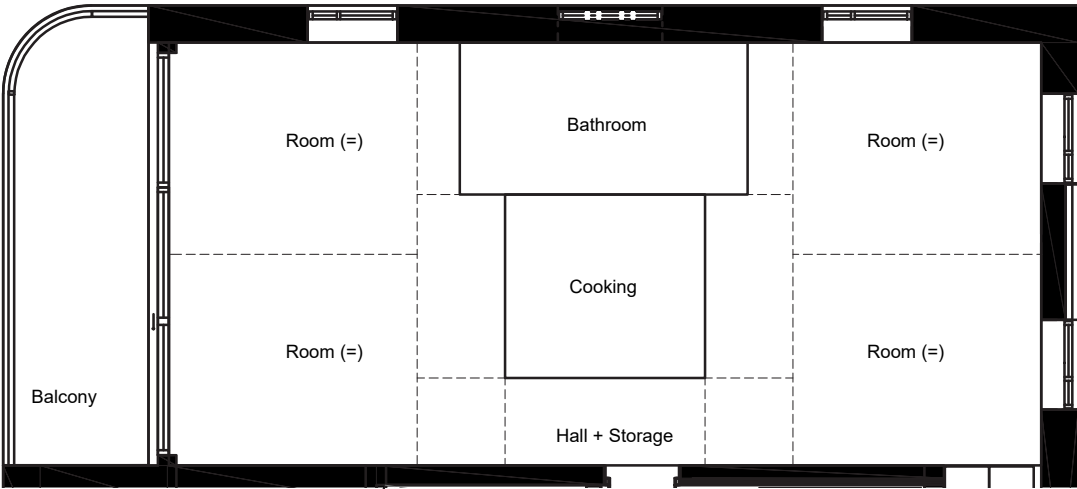 Room (=)
Bathroom
Room (=)
Cooking
Room (=)
Room (=)
Balcony
Hall + Storage